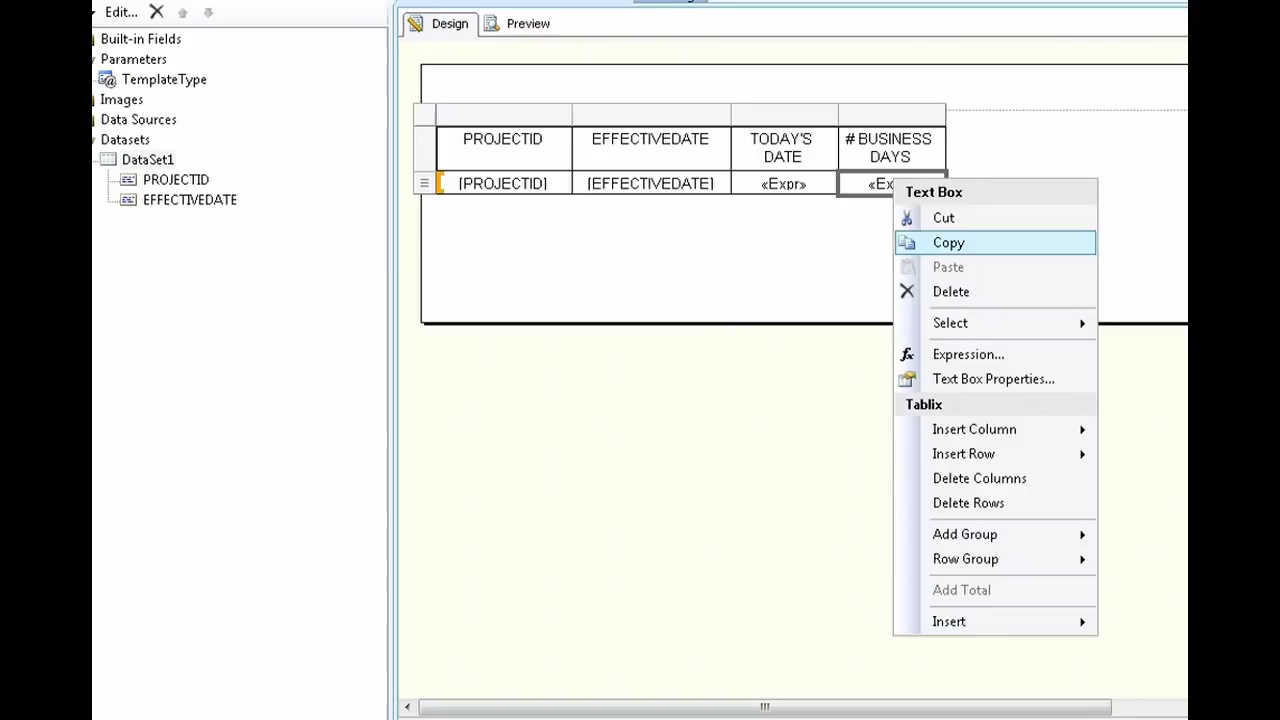 Edit...
Built-in Fields
Parameters
TemplateType
Images
Data Sources
Datasets
DataSet1
PROJECTID
EFFECTIVEDATE
Design
Preview
PROJECTID
EFFECTIVEDATE
TODAY'S
DATE
# BUSINESS
DAYS
[PROJECTID]
[EFFECTIVEDATE]
«Expr»
«Ex
Text Box
Cut
Copy
Paste
Delete
Select
fx Expression...
Text Box Properties...
Tablix
Insert Column
Insert Row
Delete Columns
Delete Rows
Add Group
Row Group
Add Total
Insert